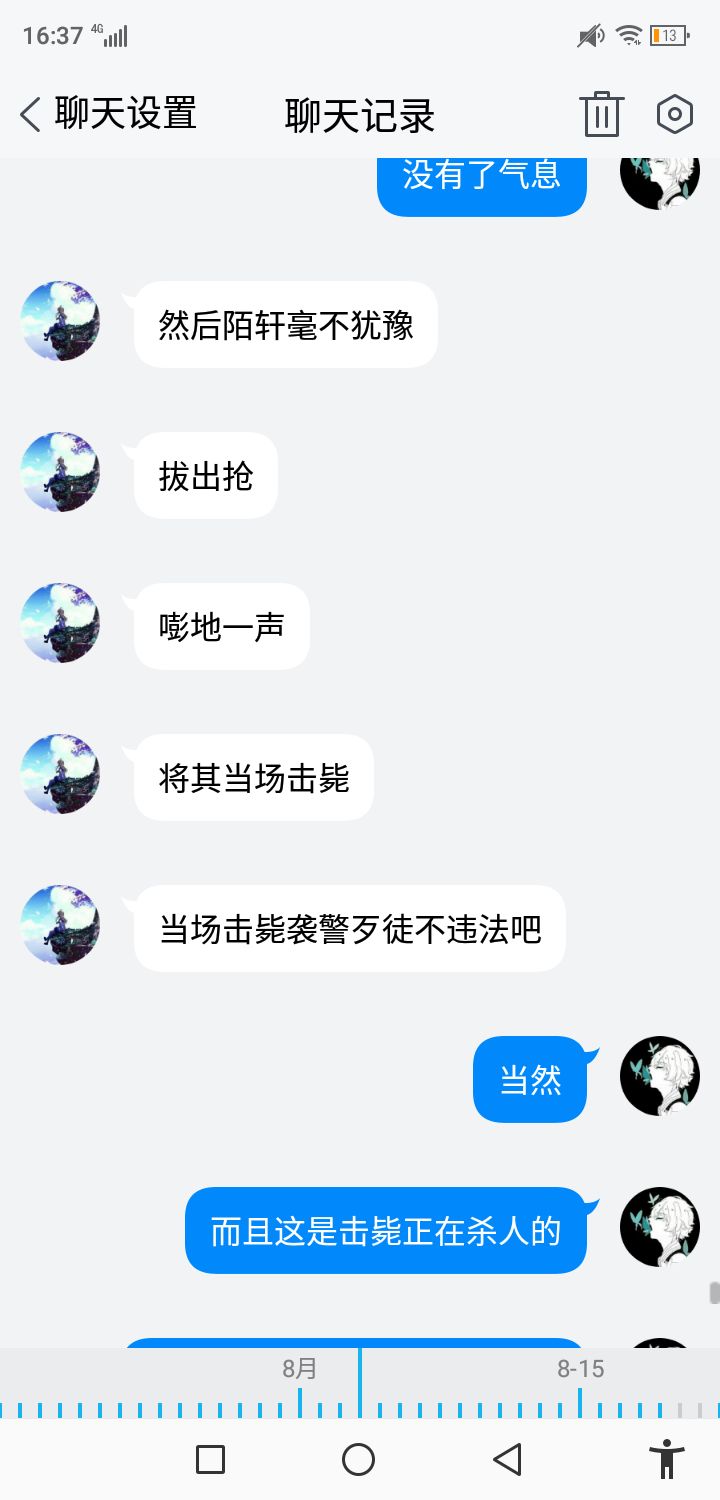 16:37 4G 13
聊天设置 聊天记录
没有了气息
然后陌轩毫不犹豫
拔出抢
嘭地一声
将其当场击毙
当场击毙袭警歹徒不违法吧
当然
而且这是击毙正在杀人的
8月 8-15